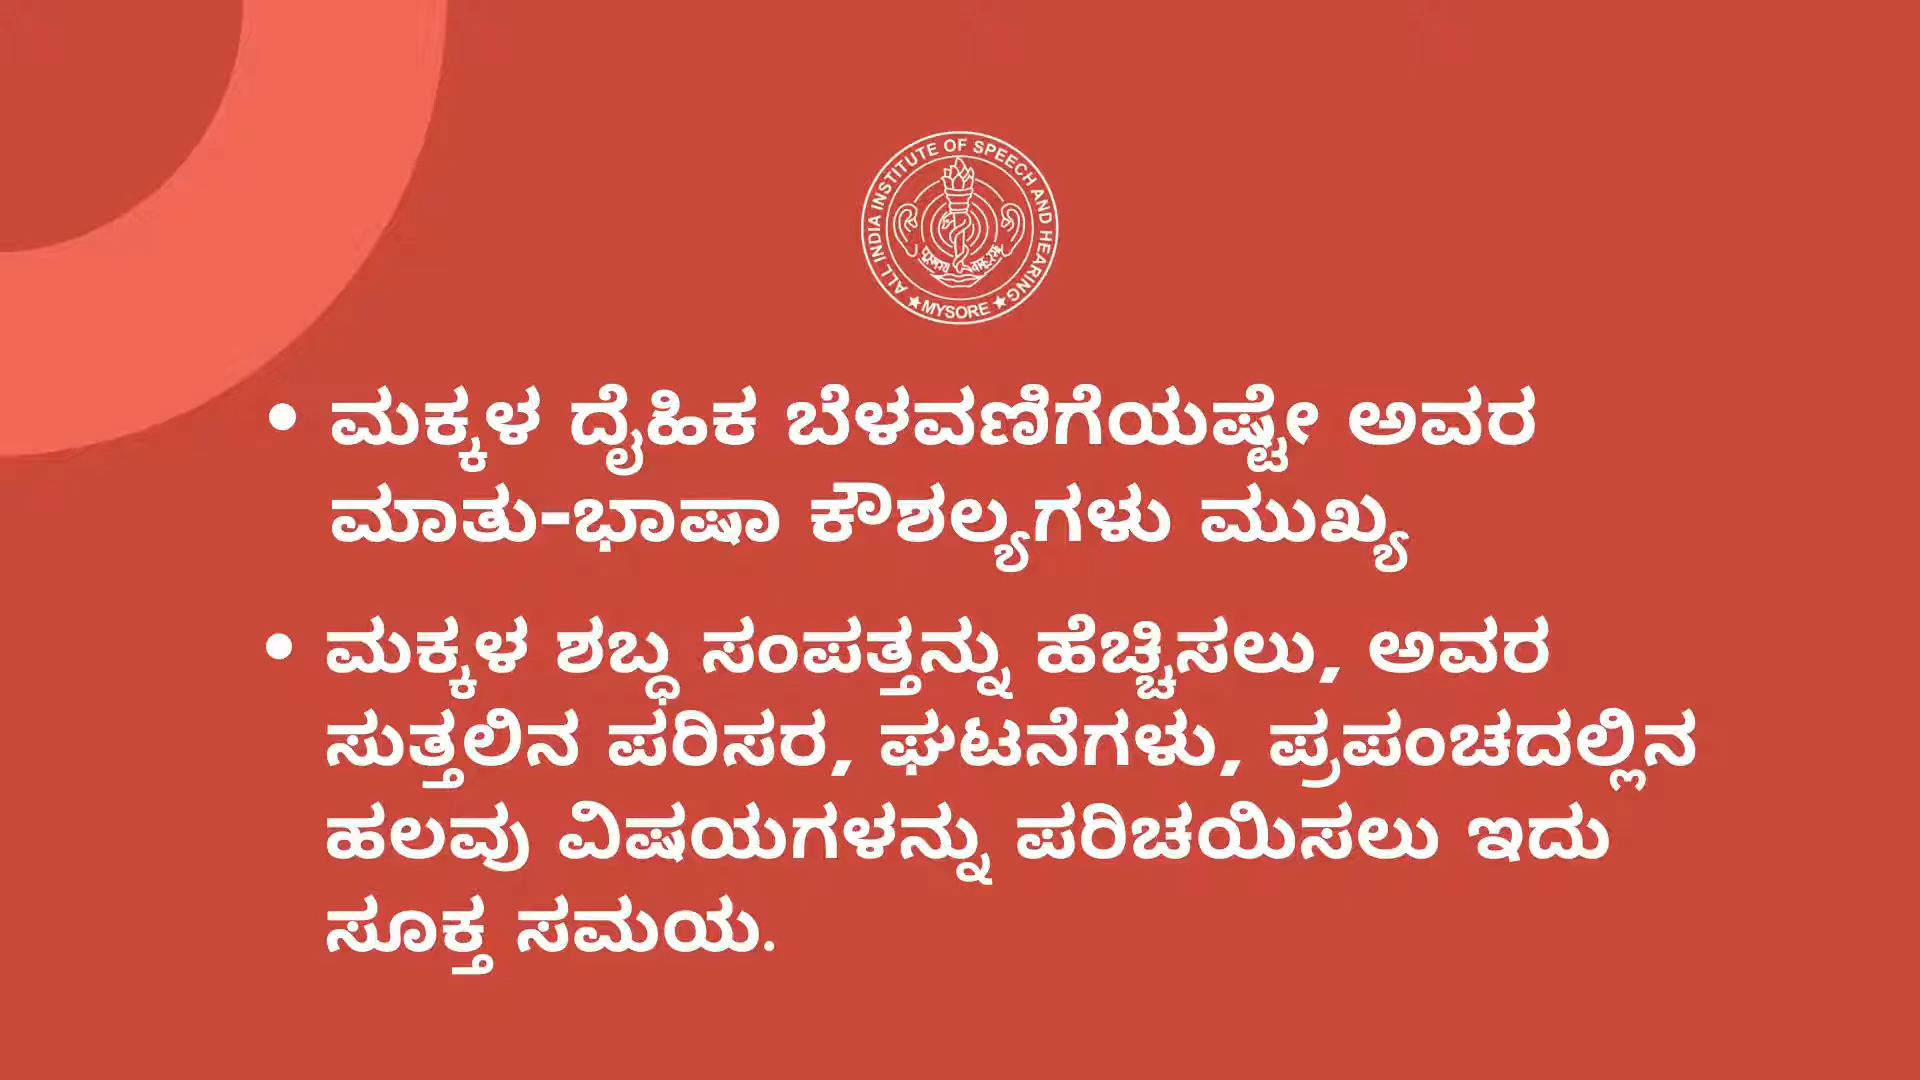 ALL INDIA INSTITUTE OF SPEECH AND HEARING
★ MYSORE ★
• ಮಕ್ಕಳ ದೈಹಿಕ ಬೆಳವಣಿಗೆಯಷ್ಟೇ ಅವರ
ಮಾತು-ಭಾಷಾ ಕೌಶಲ್ಯಗಳು ಮುಖ್ಯ
• ಮಕ್ಕಳ ಶಬ್ಧ ಸಂಪತ್ತನ್ನು ಹೆಚ್ಚಿಸಲು, ಅವರ
ಸುತ್ತಲಿನ ಪರಿಸರ, ಘಟನೆಗಳು, ಪ್ರಪಂಚದಲ್ಲಿನ
ಹಲವು ವಿಷಯಗಳನ್ನು ಪರಿಚಯಿಸಲು ಇದು
ಸೂಕ್ತ ಸಮಯ.